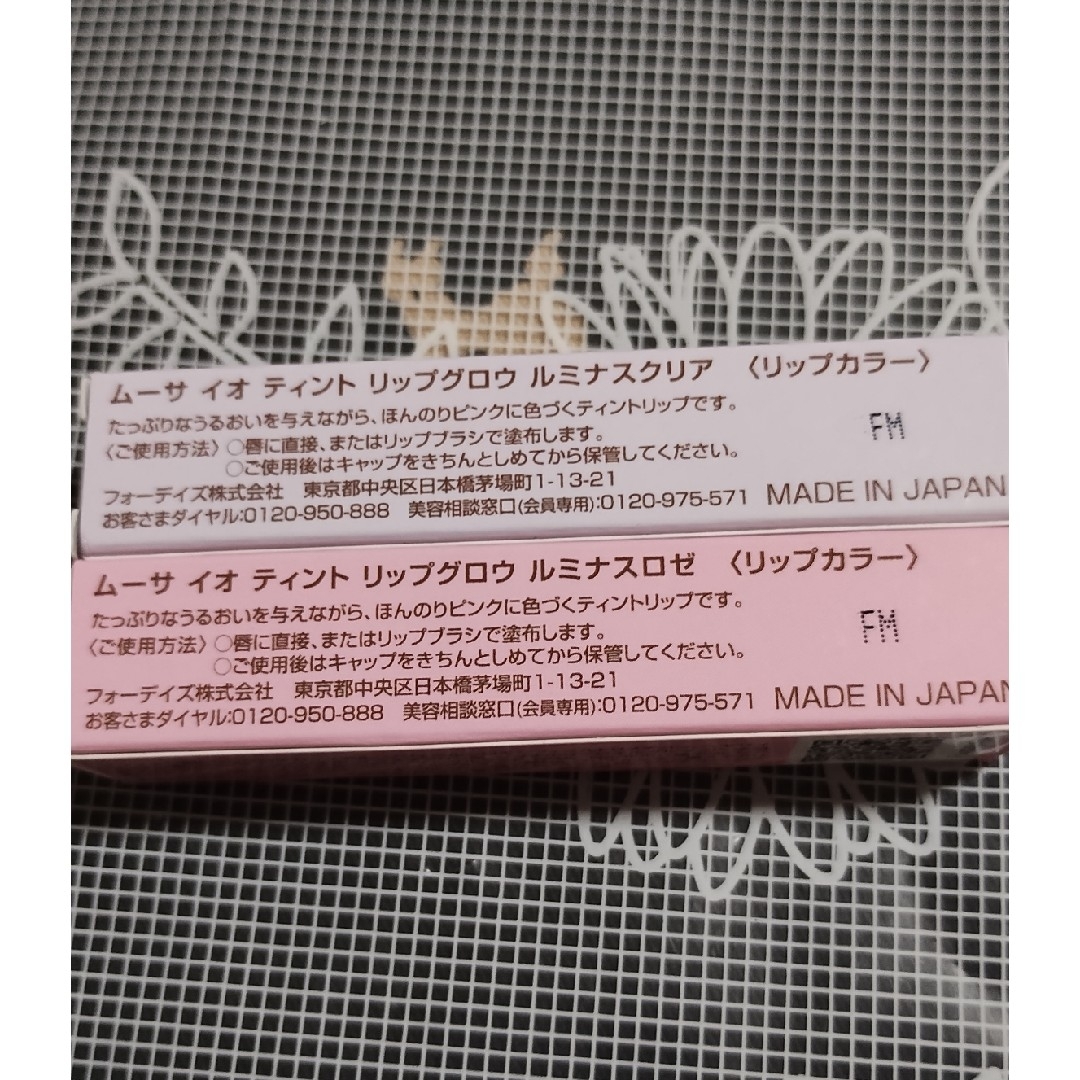 ムーサ イオ ティント リップグロウ ルミナスクリア 〈リップカラー〉
たっぷりなうるおいを与えながら、ほんのりピンクに色づくティントリップです。
〈ご使用方法〉○唇に直接、またはリップブラシで塗布します。
○ご使用後はキャップをきちんとしめてから保管してください。
FM
フォーデイズ株式会社 東京都中央区日本橋茅場町1-13-21
お客さまダイヤル:0120-950-888 美容相談窓口(会員専用):0120-975-571 MADE IN JAPAN
ムーサ イオ ティント リップグロウ ルミナスロゼ 〈リップカラー〉
たっぷりなうるおいを与えながら、ほんのりピンクに色づくティントリップです。
〈ご使用方法〉○唇に直接、またはリップブラシで塗布します。
○ご使用後はキャップをきちんとしめてから保管してください。
FM
フォーデイズ株式会社 東京都中央区日本橋茅場町1-13-21
お客さまダイヤル:0120-950-888 美容相談窓口(会員専用):0120-975-571 MADE IN JAPAN